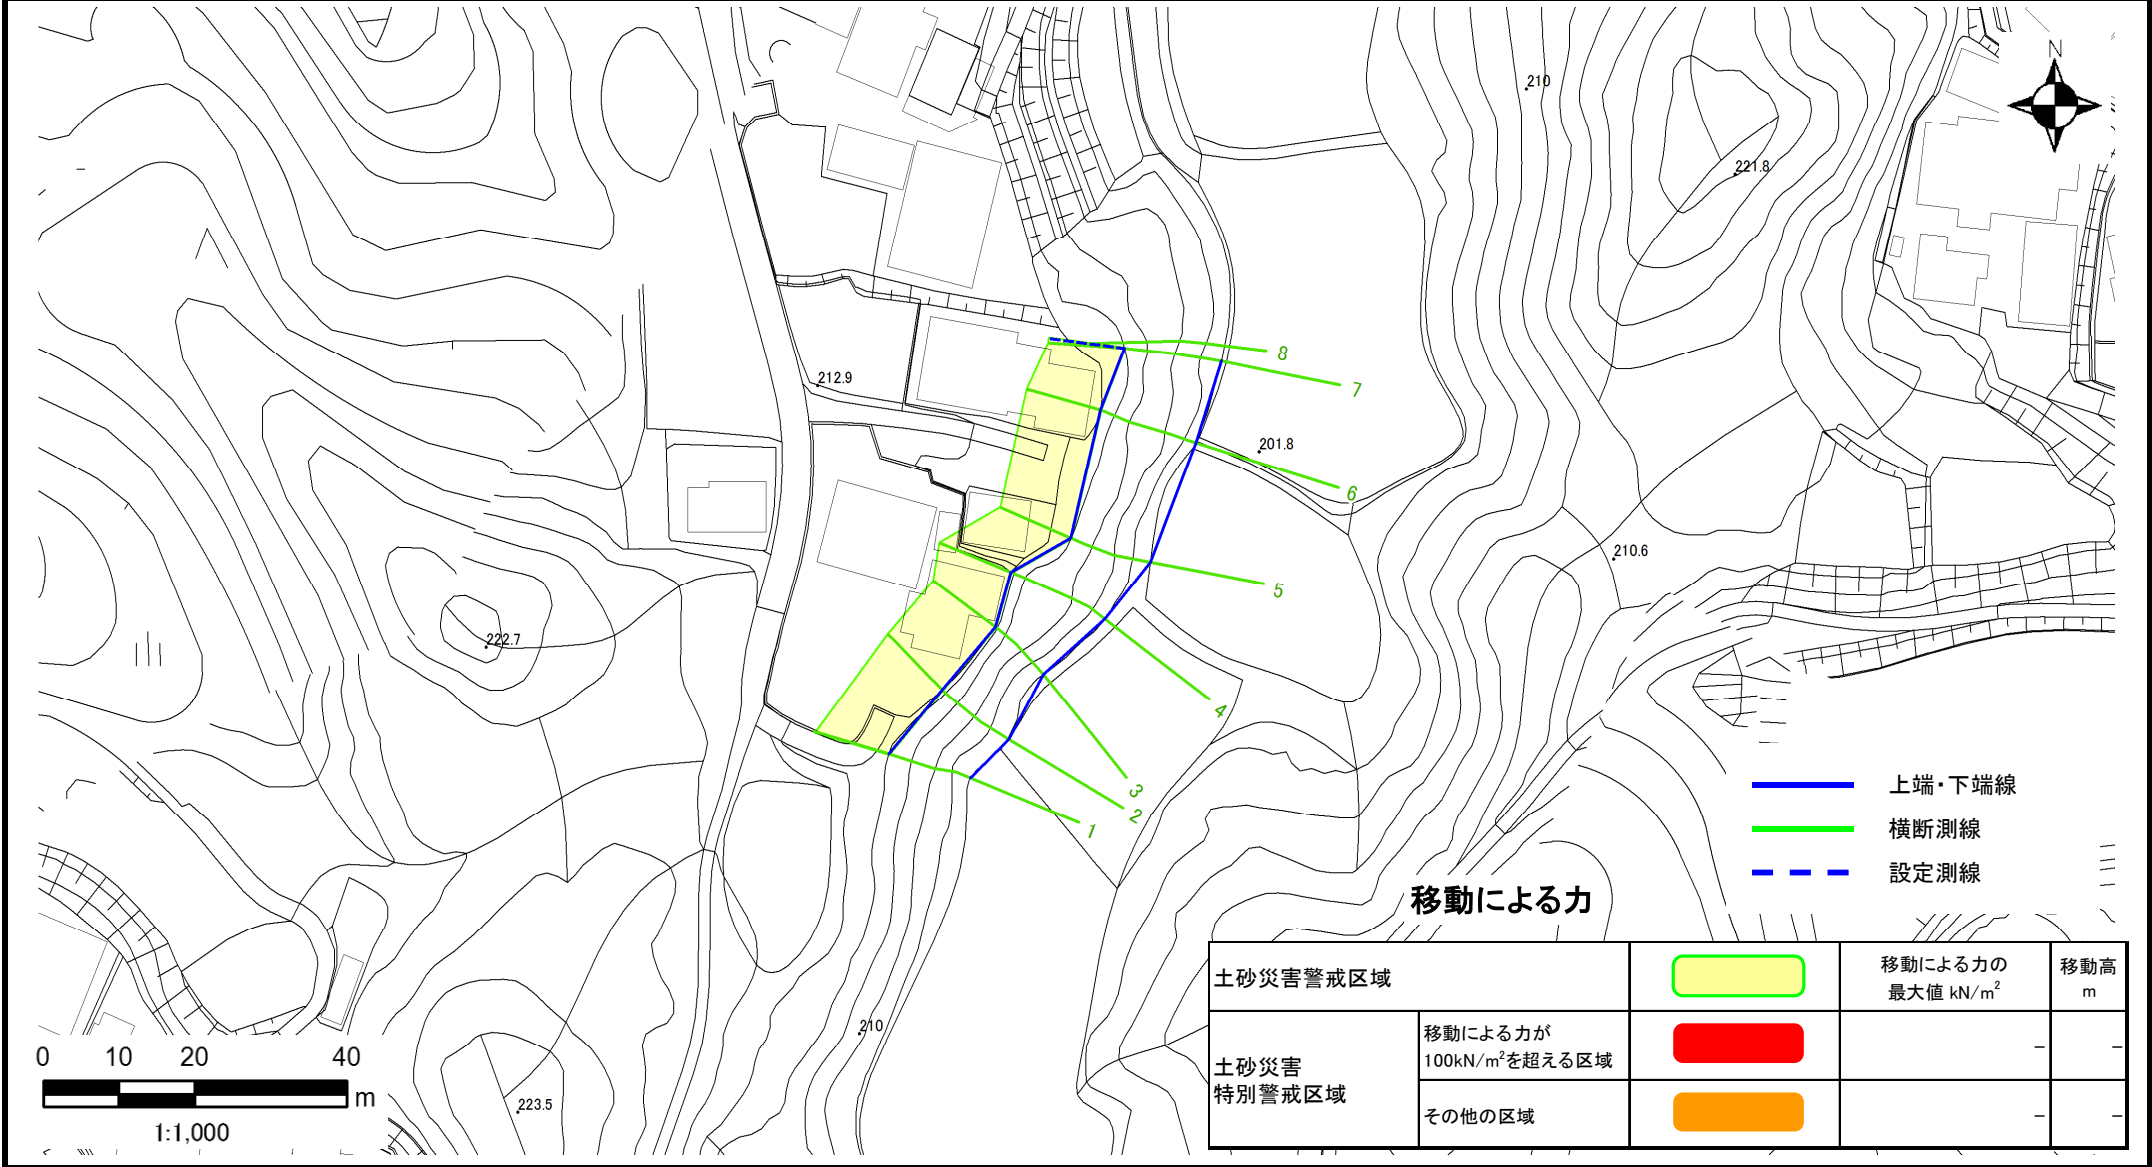 N
210
221.8
212.9
8
7
201.8
6
210.6
5
222.7
4
3
2
1
上端・下端線
横断測線
設定測線
移動による力
土砂災害警戒区域
移動による力の
最大値 kN/m²
移動高
m
土砂災害
特別警戒区域
移動による力が
100kN/m²を超える区域
－
－
その他の区域
－
－
210
223.5
0 10 20 40
m
1:1,000